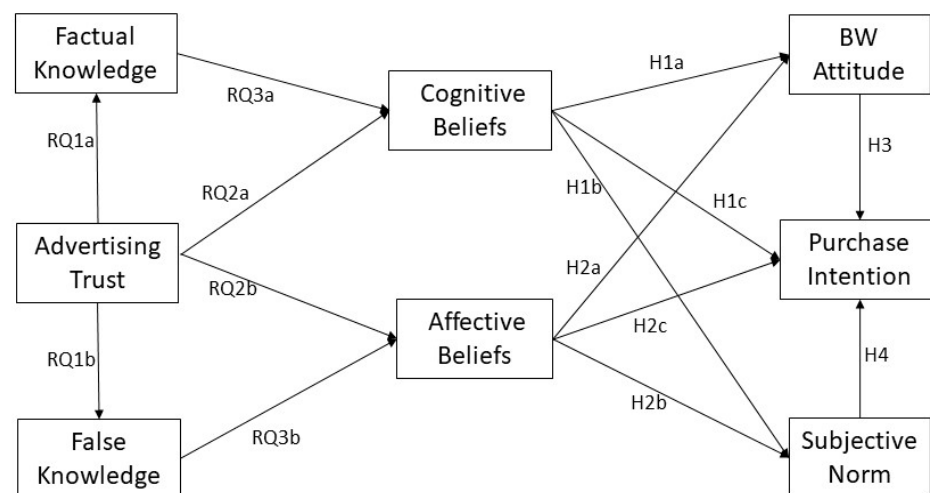 Factual
Knowledge
BW
Attitude
H1a
Cognitive
Beliefs
RQ3a
RQ1a
H3
H1b
RQ2a
H1c
Advertising
Trust
Purchase
Intention
H2a
RQ2b
Affective
Beliefs
H2c
RQ1b
H4
H2b
RQ3b
False
Knowledge
Subjective
Norm